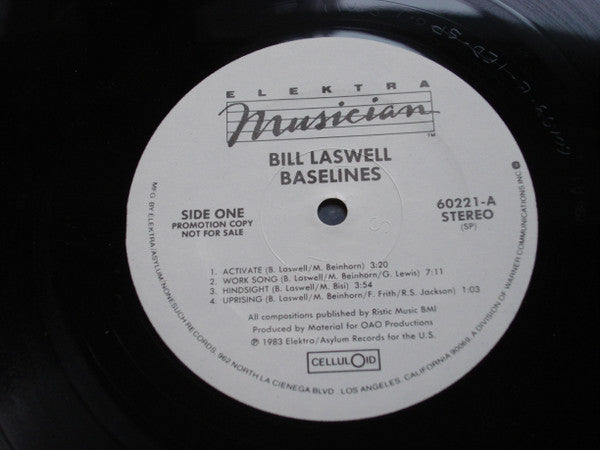 ELEKTRA
Musician™
BILL LASWELL
BASELINES
SIDE ONE
PROMOTION COPY
NOT FOR SALE
60221-A
STEREO
(SP)
1. ACTIVATE (B. Laswell/M. Beinhorn) 3:20
2. WORK SONG (B. Laswell/M. Beinhorn/G. Lewis) 7:11
3. HINDSIGHT (B. Laswell/M. Bisi) 3:54
4. UPRISING (B. Laswell/M. Beinhorn/F. Frith/R.S. Jackson) 1:03
All compositions published by Ristic Music BMI
Produced by Material for OAO Productions
℗ 1983 Elektra/Asylum Records for the U.S.
CELLULOID
MFG. BY ELEKTRA/ASYLUM/NONESUCH RECORDS, 962 NORTH LA CIENEGA BLVD., LOS ANGELES, CALIFORNIA 90069, A DIVISION OF WARNER COMMUNICATIONS INC.